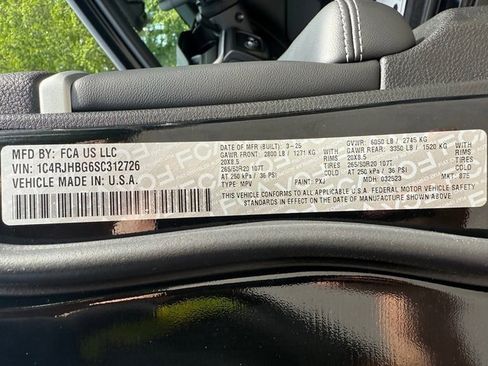 MFD BY: FCA US LLC
VIN: 1C4RJHBG6SC312726
VEHICLE MADE IN U.S.A.
DATE OF MFR (BUILT): 3-25 GVWR: 6050 LB / 2745 KG
GAWR FRONT: 2800 LB / 1271 KG GAWR REAR: 3350 LB / 1520 KG
20X8.5 RIMS 20X8.5 RIMS
265/50R20 107T TIRES 265/50R20 107T TIRES
AT 250 kPa / 36 PSI COLD AT 250 kPa / 36 PSI COLD
TYPE: MPV PAINT: PXJ MDH: 032523 MKT: 875
THIS VEHICLE CONFORMS TO ALL APPLICABLE U.S.A. FEDERAL MOTOR VEHICLE SAFETY
STANDARDS IN EFFECT ON THE DATE OF MANUFACTURE SHOWN ABOVE